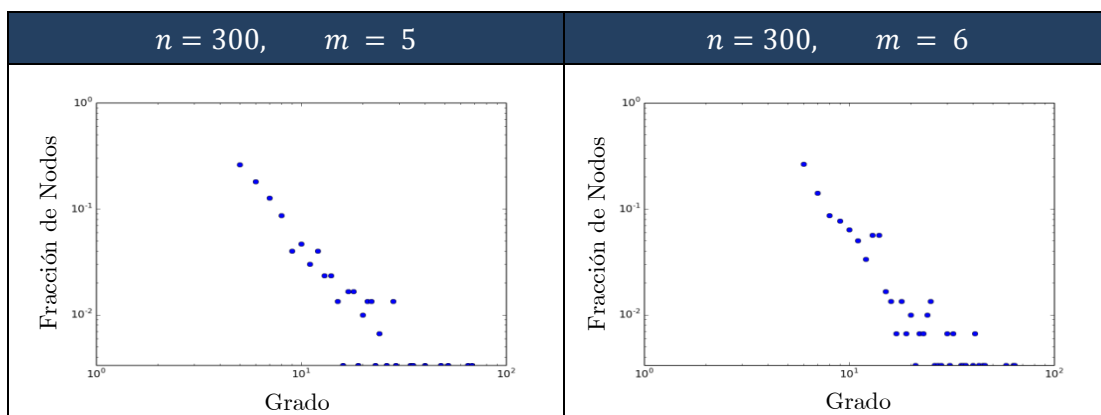 n = 300, m = 5
n = 300, m = 6
10⁰
10⁻¹
10⁻²
10⁰
10¹
10²
Fracción de Nodos
Grado
10⁰
10⁻¹
10⁻²
10⁰
10¹
10²
Fracción de Nodos
Grado